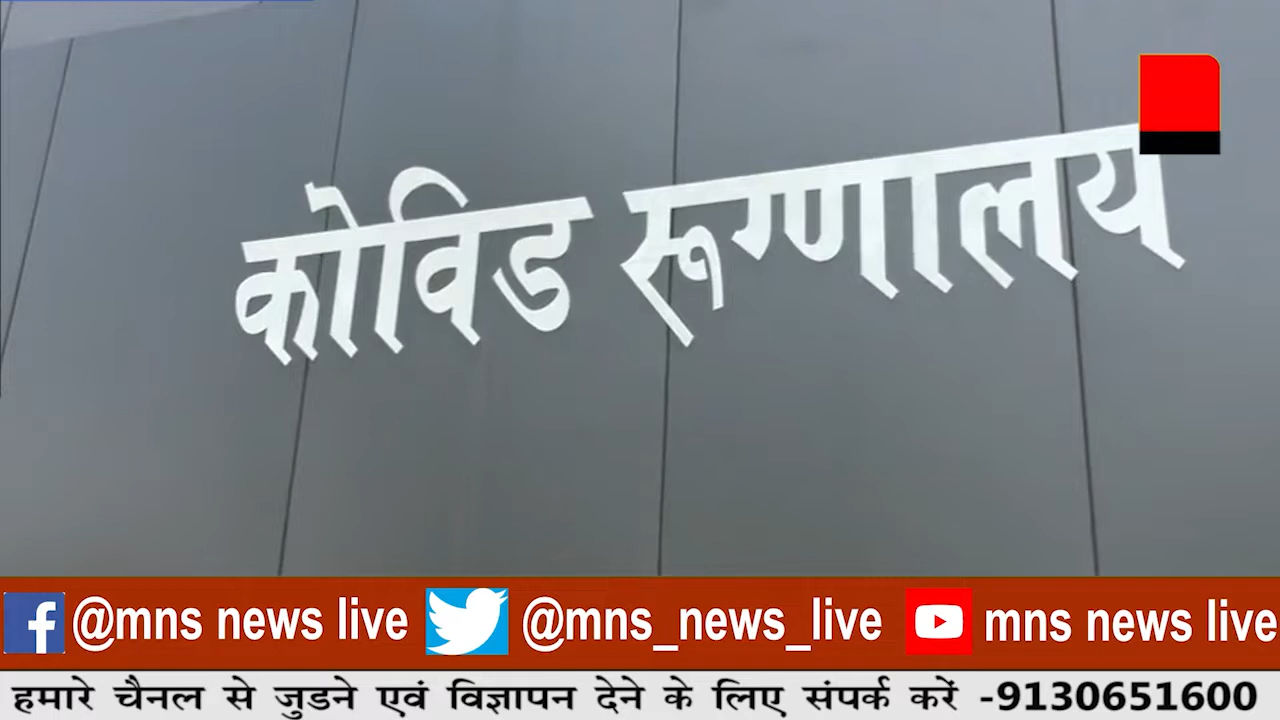 कोविड रूग्णालय
@mns news live @mns_news_live mns news live
हमारे चैनल से जुडने एवं विज्ञापन देने के लिए संपर्क करें -9130651600